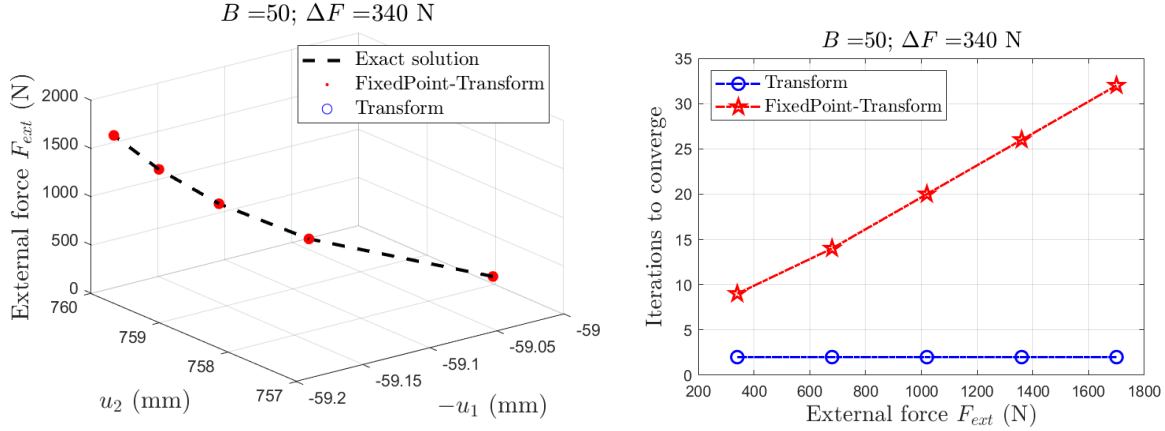 B =50; ΔF =340 N
Exact solution
FixedPoint-Transform
Transform
External force F_ext (N)
2000
1500
1000
500
0
760
759
758
757
u_2 (mm)
-59.2
-59.15
-59.1
-59.05
-59
-u_1 (mm)
B =50; ΔF =340 N
Transform
FixedPoint-Transform
Iterations to converge
35
30
25
20
15
10
5
0
200 400 600 800 1000 1200 1400 1600 1800
External force F_ext (N)